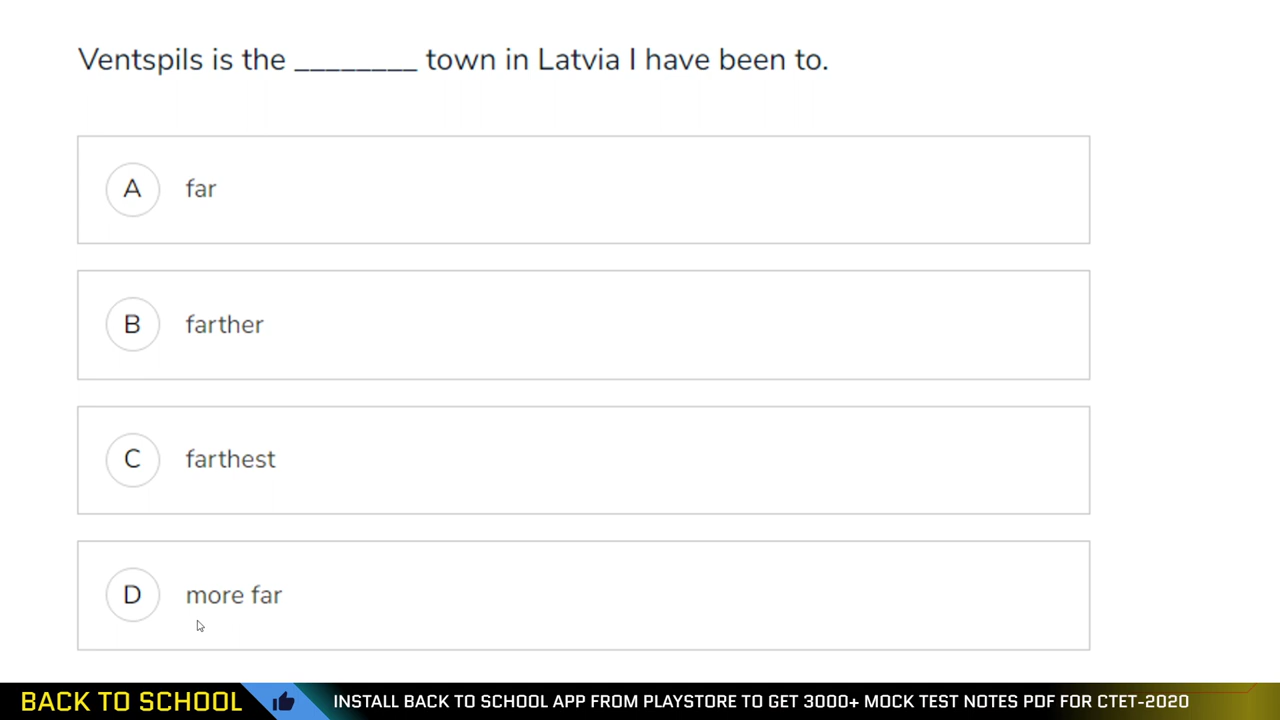 Ventspils is the ________ town in Latvia I have been to.
A far
B farther
C farthest
D more far
BACK TO SCHOOL INSTALL BACK TO SCHOOL APP FROM PLAYSTORE TO GET 3000+ MOCK TEST NOTES PDF FOR CTET-2020